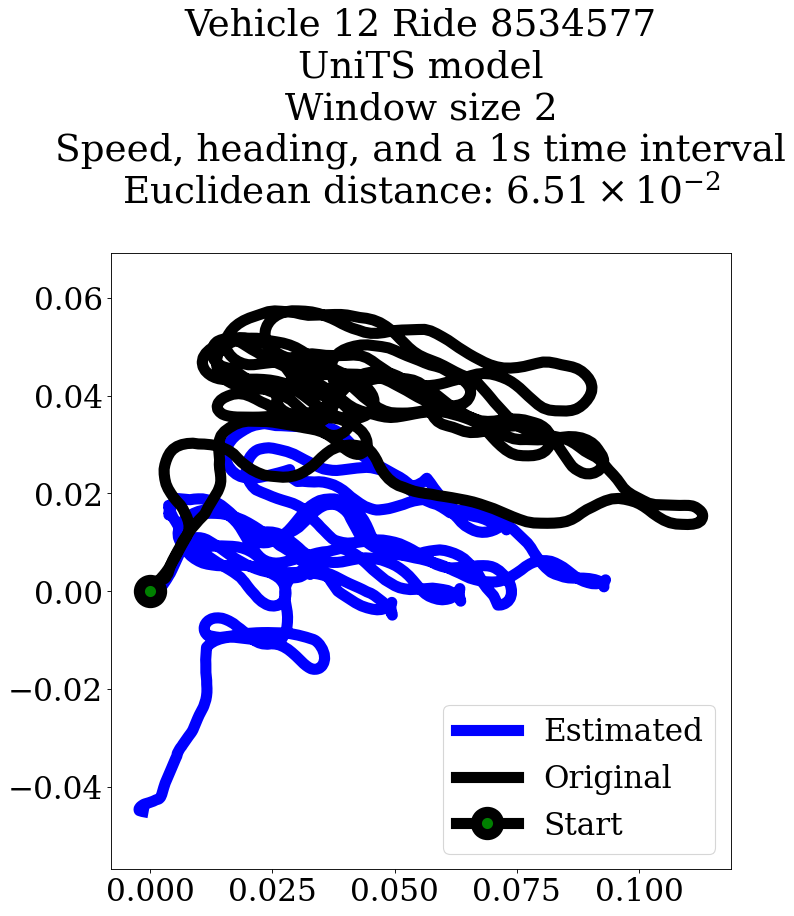 Vehicle 12 Ride 8534577
UniTS model
Window size 2
Speed, heading, and a 1s time interval
Euclidean distance: 6.51 × 10⁻²
0.06
0.04
0.02
0.00
−0.02
−0.04
Estimated
Original
Start
0.000 0.025 0.050 0.075 0.100